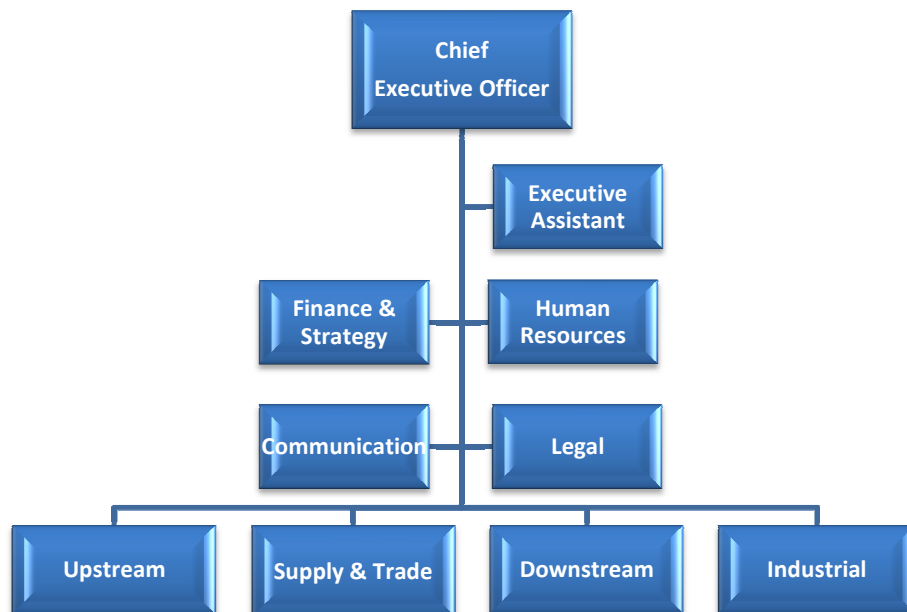 Chief
Executive Officer
Executive
Assistant
Finance &
Strategy
Human
Resources
Communication
Legal
Upstream
Supply & Trade
Downstream
Industrial